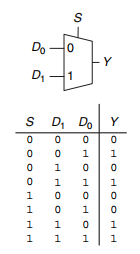 S
D₀ 0
Y
D₁ 1
S D₁ D₀ Y
0 0 0 0
0 0 1 1
0 1 0 0
0 1 1 1
1 0 0 0
1 0 1 0
1 1 0 1
1 1 1 1